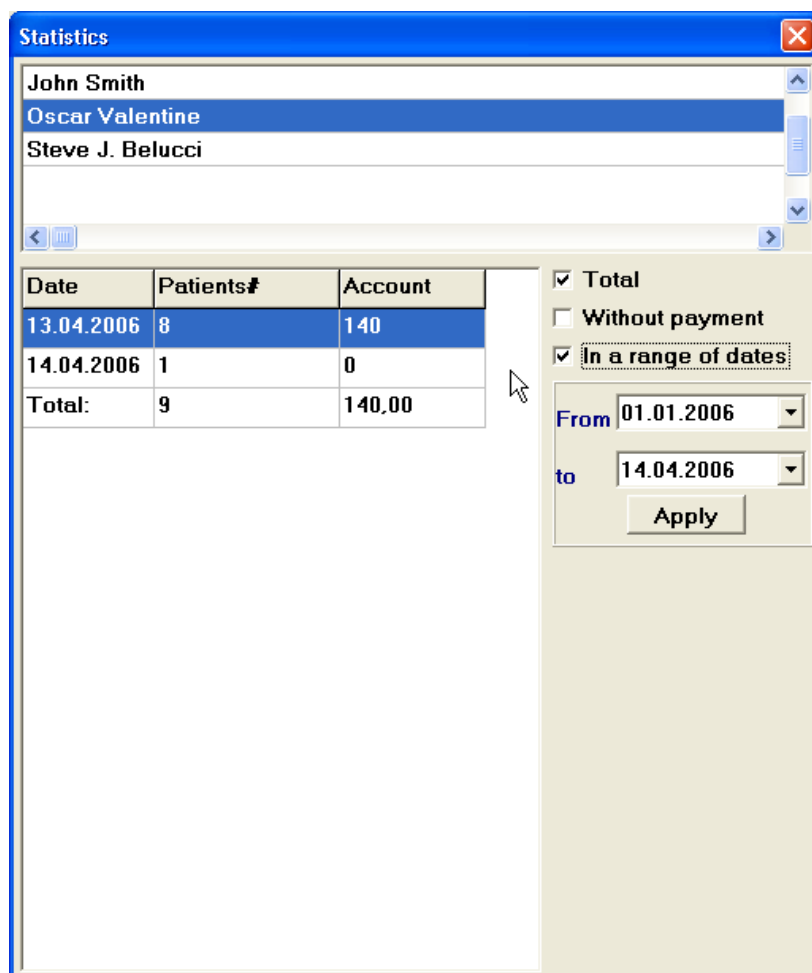 Statistics
John Smith
Oscar Valentine
Steve J. Belucci
Date Patients# Account
13.04.2006 8 140
14.04.2006 1 0
Total: 9 140,00
Total
Without payment
In a range of dates
From 01.01.2006
to 14.04.2006
Apply